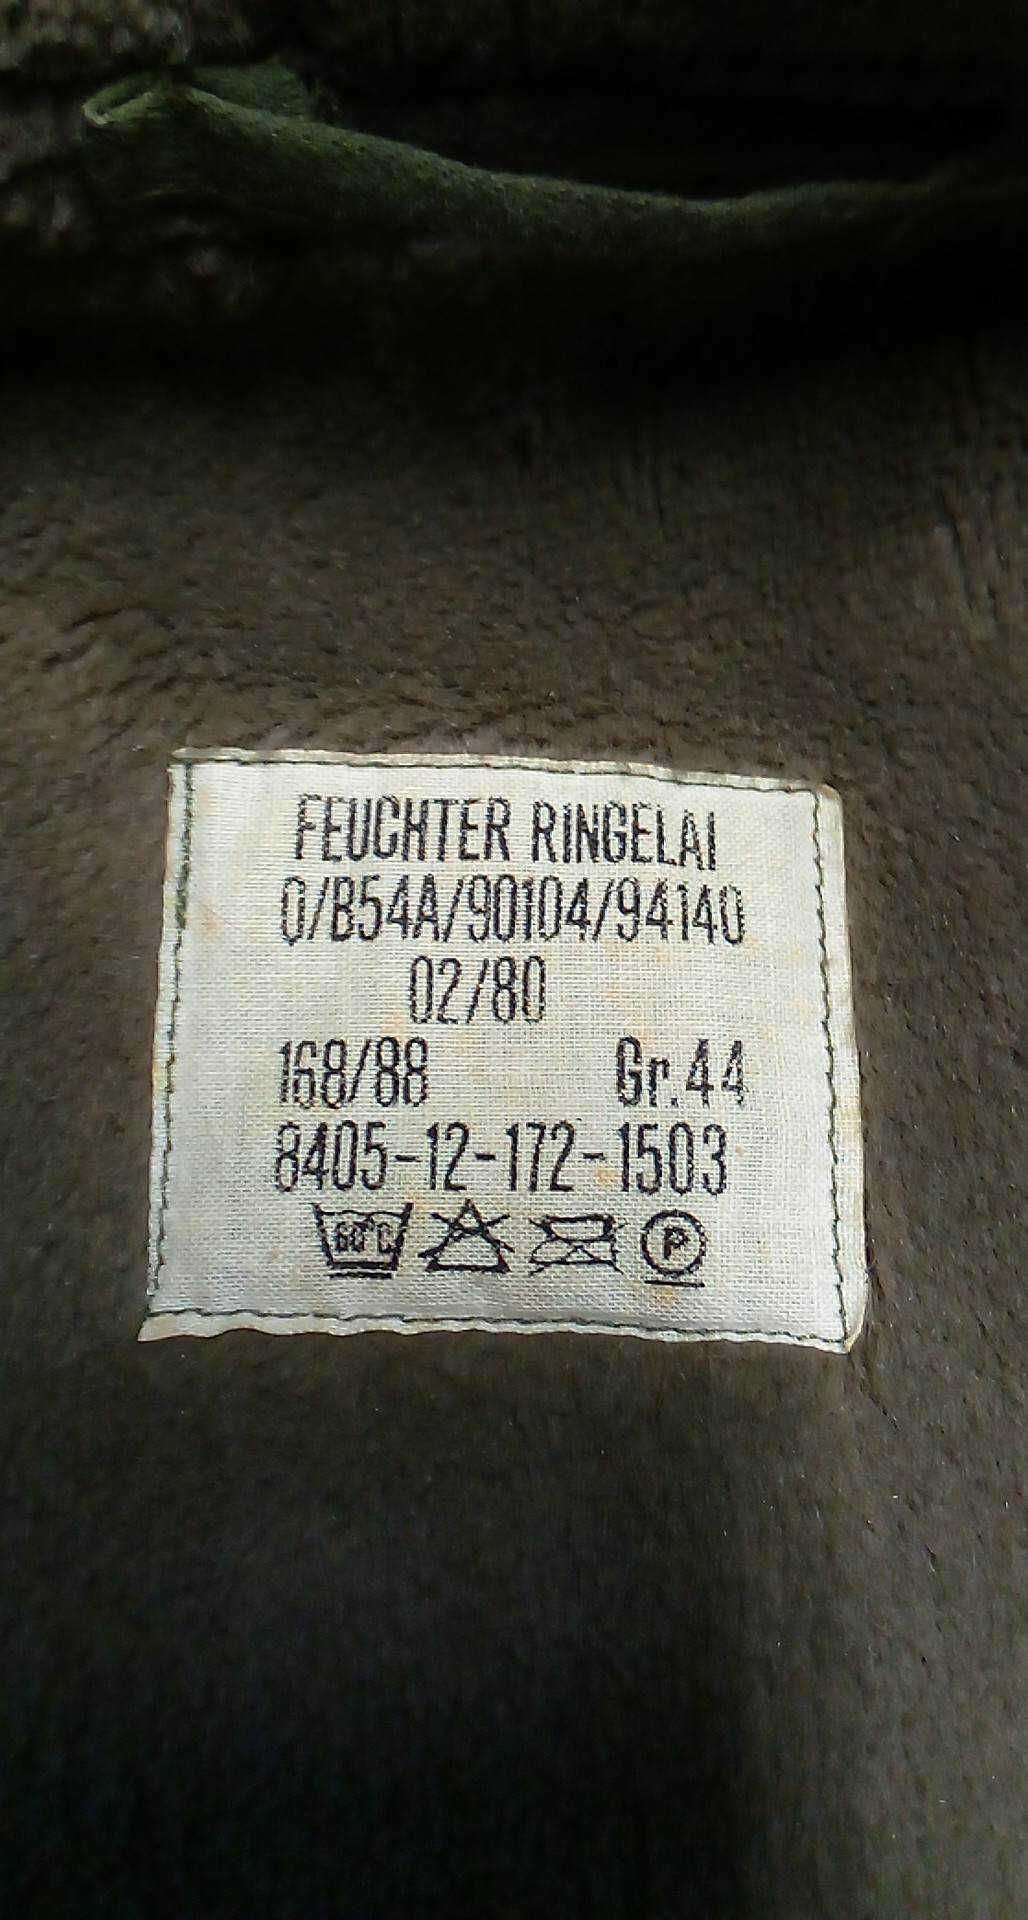 FEUCHTER RINGELAI
0/B54A/90104/94140
02/80
168/88 Gr.44
8405-12-172-1503
60°C P